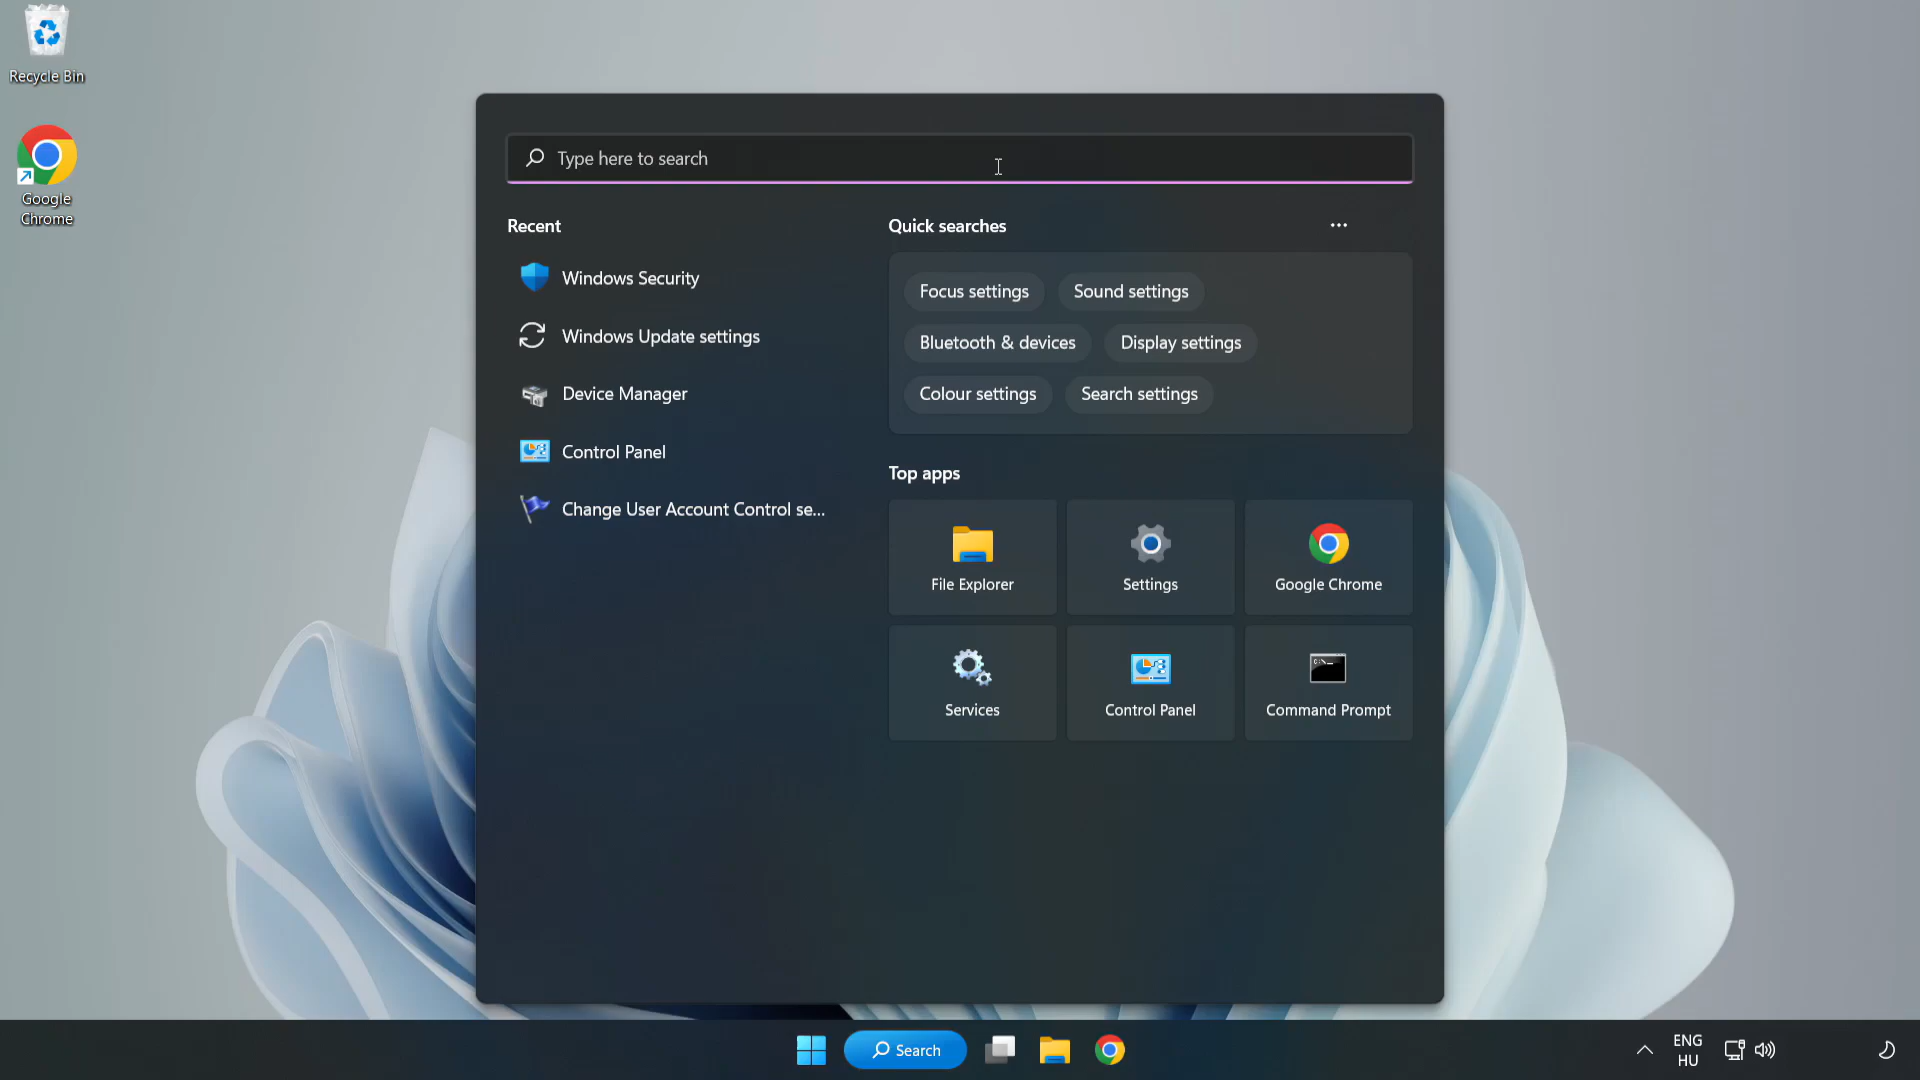 Recycle Bin
Google
Chrome
Type here to search
Recent
Windows Security
Windows Update settings
Device Manager
Control Panel
Change User Account Control se...
Quick searches
Focus settings
Sound settings
Bluetooth & devices
Display settings
Colour settings
Search settings
Top apps
File Explorer
Settings
Google Chrome
Services
Control Panel
Command Prompt
Search
ENG
HU